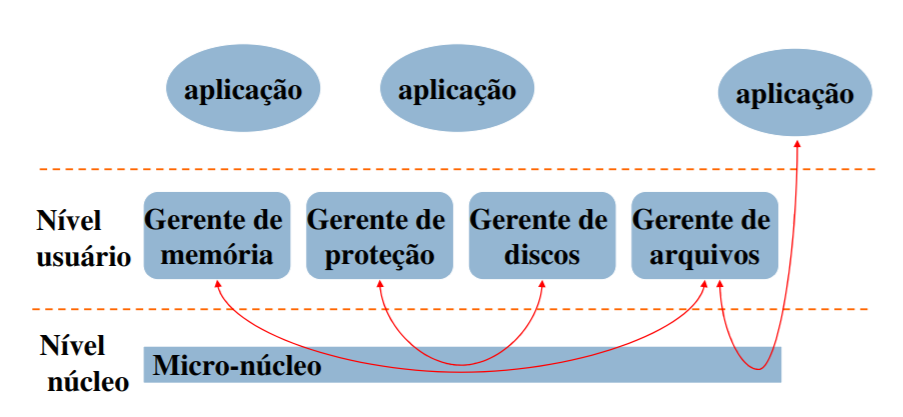 aplicação
aplicação
aplicação
Nível
usuário
Gerente de
memória
Gerente de
proteção
Gerente de
discos
Gerente de
arquivos
Nível
núcleo
Micro-núcleo